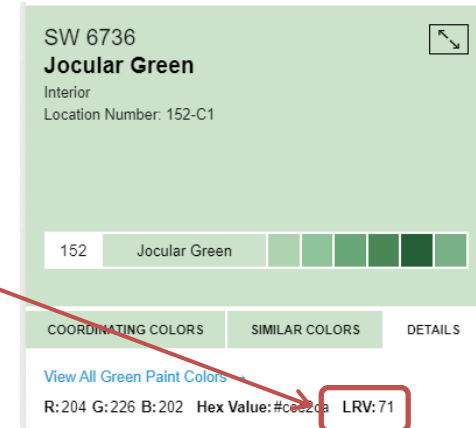 SW 6736
Jocular Green
Interior
Location Number: 152-C1
152 Jocular Green
COORDINATING COLORS SIMILAR COLORS DETAILS
View All Green Paint Colors
R: 204 G: 226 B: 202 Hex Value: LRV: 71